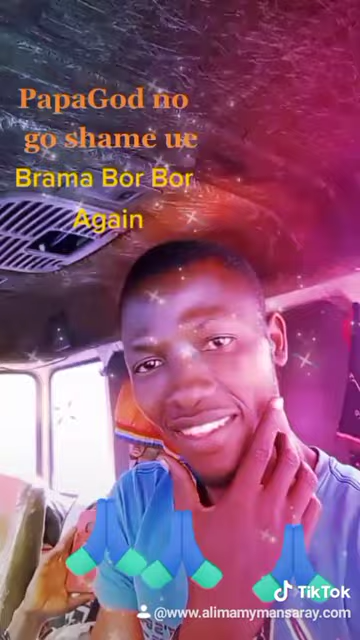 PapaGod no
go shame ue
Brama Bor Bor
Again
TikTok
@www.alimamymansaray.com